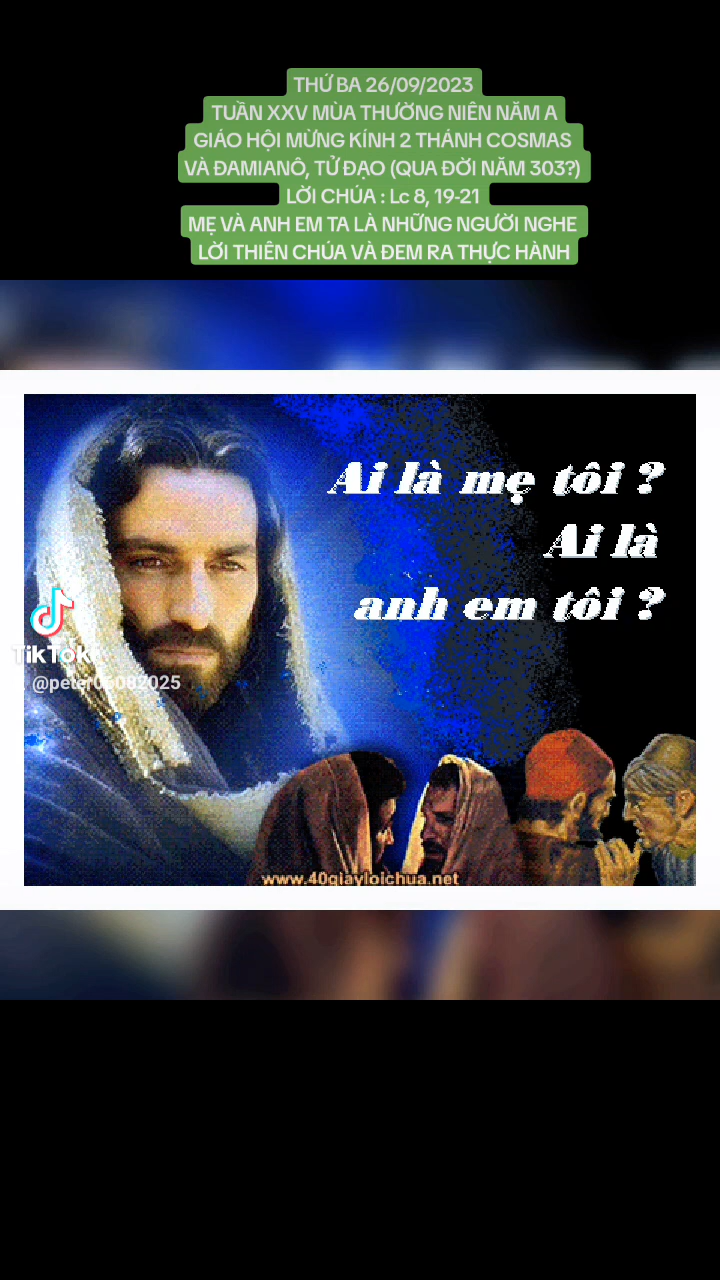 THỨ BA 26/09/2023
TUẦN XXV MÙA THƯỜNG NIÊN NĂM A
GIÁO HỘI MỪNG KÍNH 2 THÁNH COSMAS
VÀ ĐAMIANÔ, TỬ ĐẠO (QUA ĐỜI NĂM 303?)
LỜI CHÚA : Lc 8, 19-21
MẸ VÀ ANH EM TA LÀ NHỮNG NGƯỜI NGHE
LỜI THIÊN CHÚA VÀ ĐEM RA THỰC HÀNH
Ai là mẹ tôi ?
Ai là
anh em tôi ?
TikTok
@peter06082025
www.40giayloichua.net